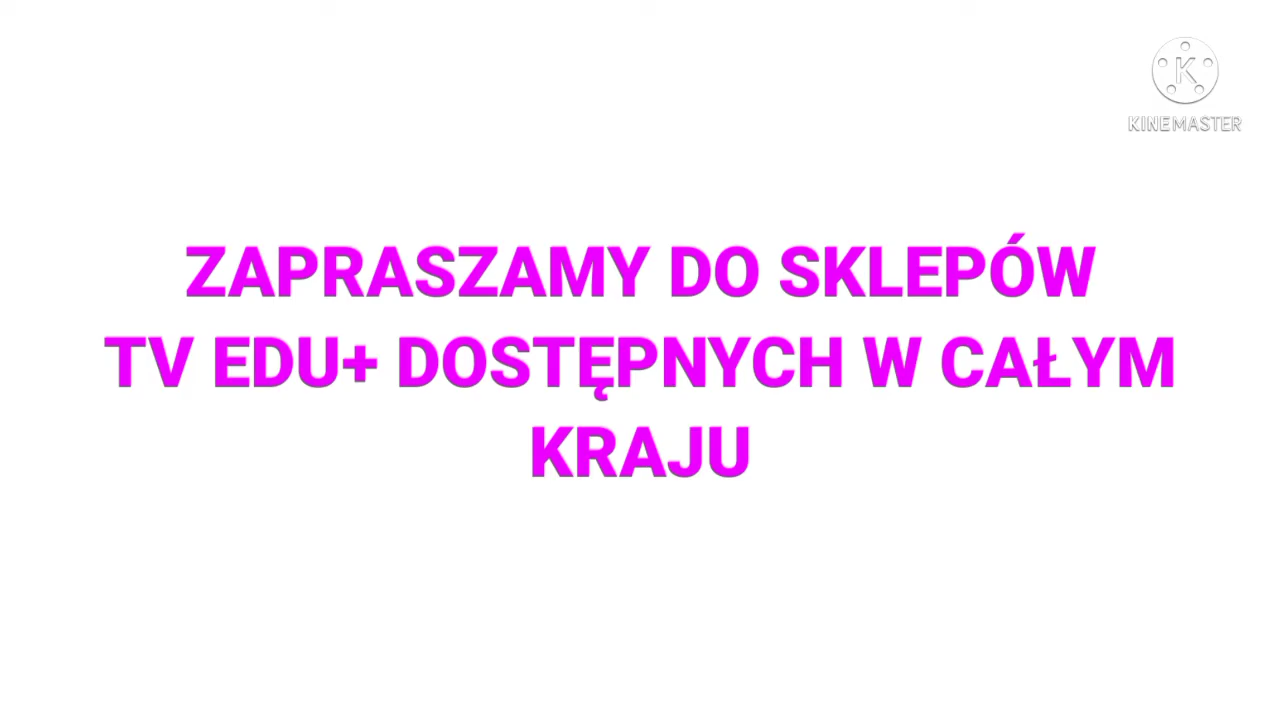 K
KINEMASTER
ZAPRASZAMY DO SKLEPÓW
TV EDU+ DOSTĘPNYCH W CAŁYM
KRAJU